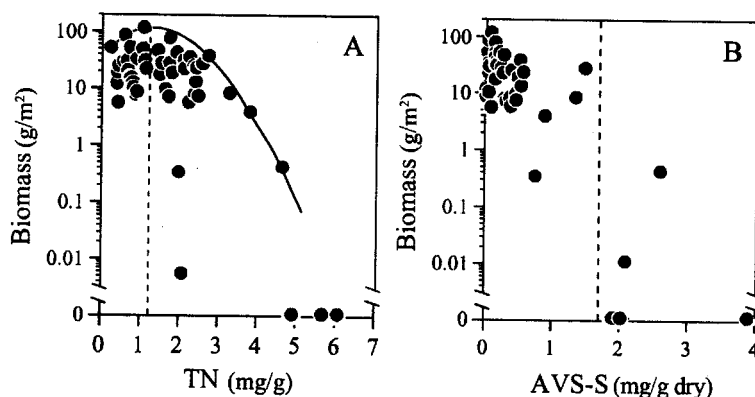 A
Biomass (g/m²)
100
10
1
0.1
0.01
0
0 1 2 3 4 5 6 7
TN (mg/g)
B
Biomass (g/m²)
100
10
1
0.1
0.01
0
0 1 2 3 4
AVS-S (mg/g dry)